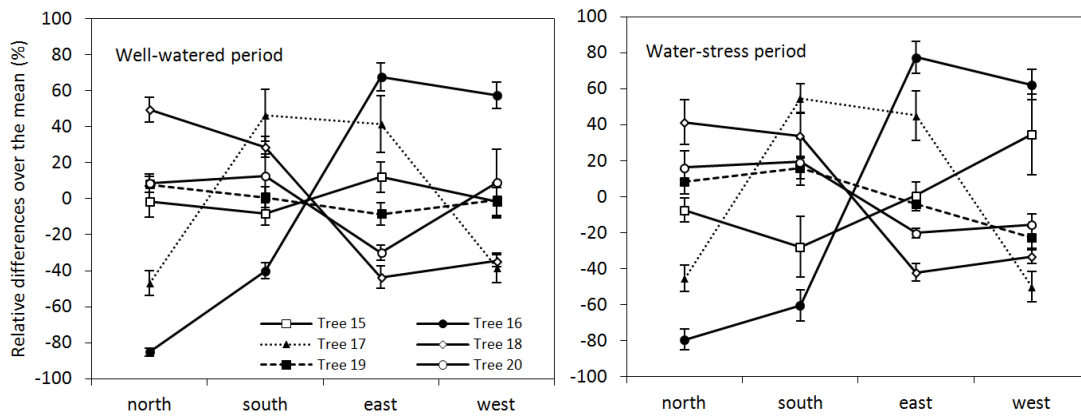 Relative differences over the mean (%)
100
80
60
40
20
0
-20
-40
-60
-80
-100
Well-watered period
Tree 15
Tree 16
Tree 17
Tree 18
Tree 19
Tree 20
north south east west
100
80
60
40
20
0
-20
-40
-60
-80
-100
Water-stress period
north south east west